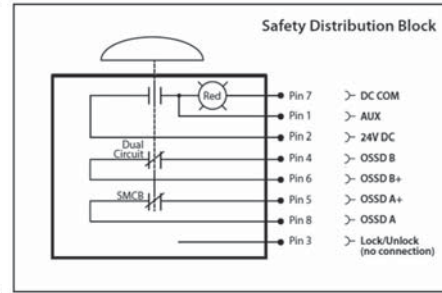 Safety Distribution Block
Red
Pin 7 DC COM
Pin 1 AUX
Pin 2 24V DC
Dual
Circuit
Pin 4 OSSD B
Pin 6 OSSD B+
SMCB
Pin 5 OSSD A+
Pin 8 OSSD A
Pin 3 Lock/Unlock
(no connection)